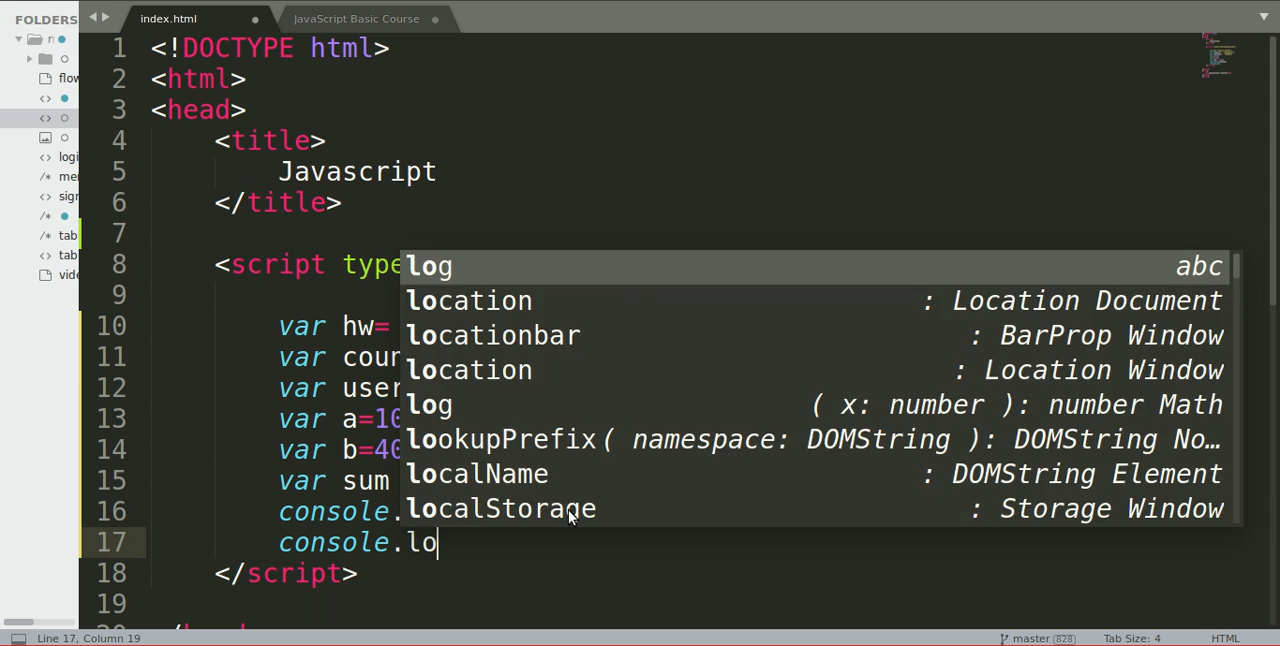 FOLDERS
index.html
JavaScript Basic Course
flow
logi
sign
tab
tab
1 <!DOCTYPE html>
2 <html>
3 <head>
4 <title>
5 Javascript
6 </title>
7
8 <script type
9
10 var hw=
11 var coun
12 var user
13 var a=10
14 var b=40
15 var sum
16 console.
17 console.lo
18 </script>
19
log abc
location : Location Document
locationbar : BarProp Window
location : Location Window
log ( x: number ): number Math
lookupPrefix( namespace: DOMString ): DOMString No…
localName : DOMString Element
localStorage : Storage Window
Line 17, Column 19
master 828
Tab Size: 4
HTML